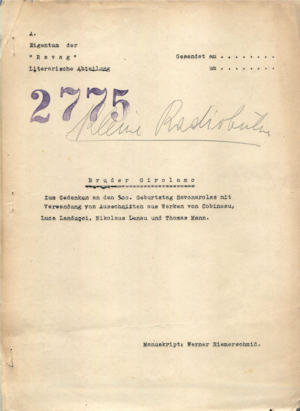 A.
Eigentum der
"Ravag"
Literarische Abteilung
Gesendet am . . . . . . . .
um . . . . . . . .
2775
Kleine Radiobühne
Bruder Girolamo
Zum Gedenken an den 500. Geburtstag Savonarolas mit
Verwendung von Ausschnitten aus Werken von Gobineau,
Luca Landucci, Nikolaus Lenau und Thomas Mann.
Manuskript: Werner Riemerschmid.